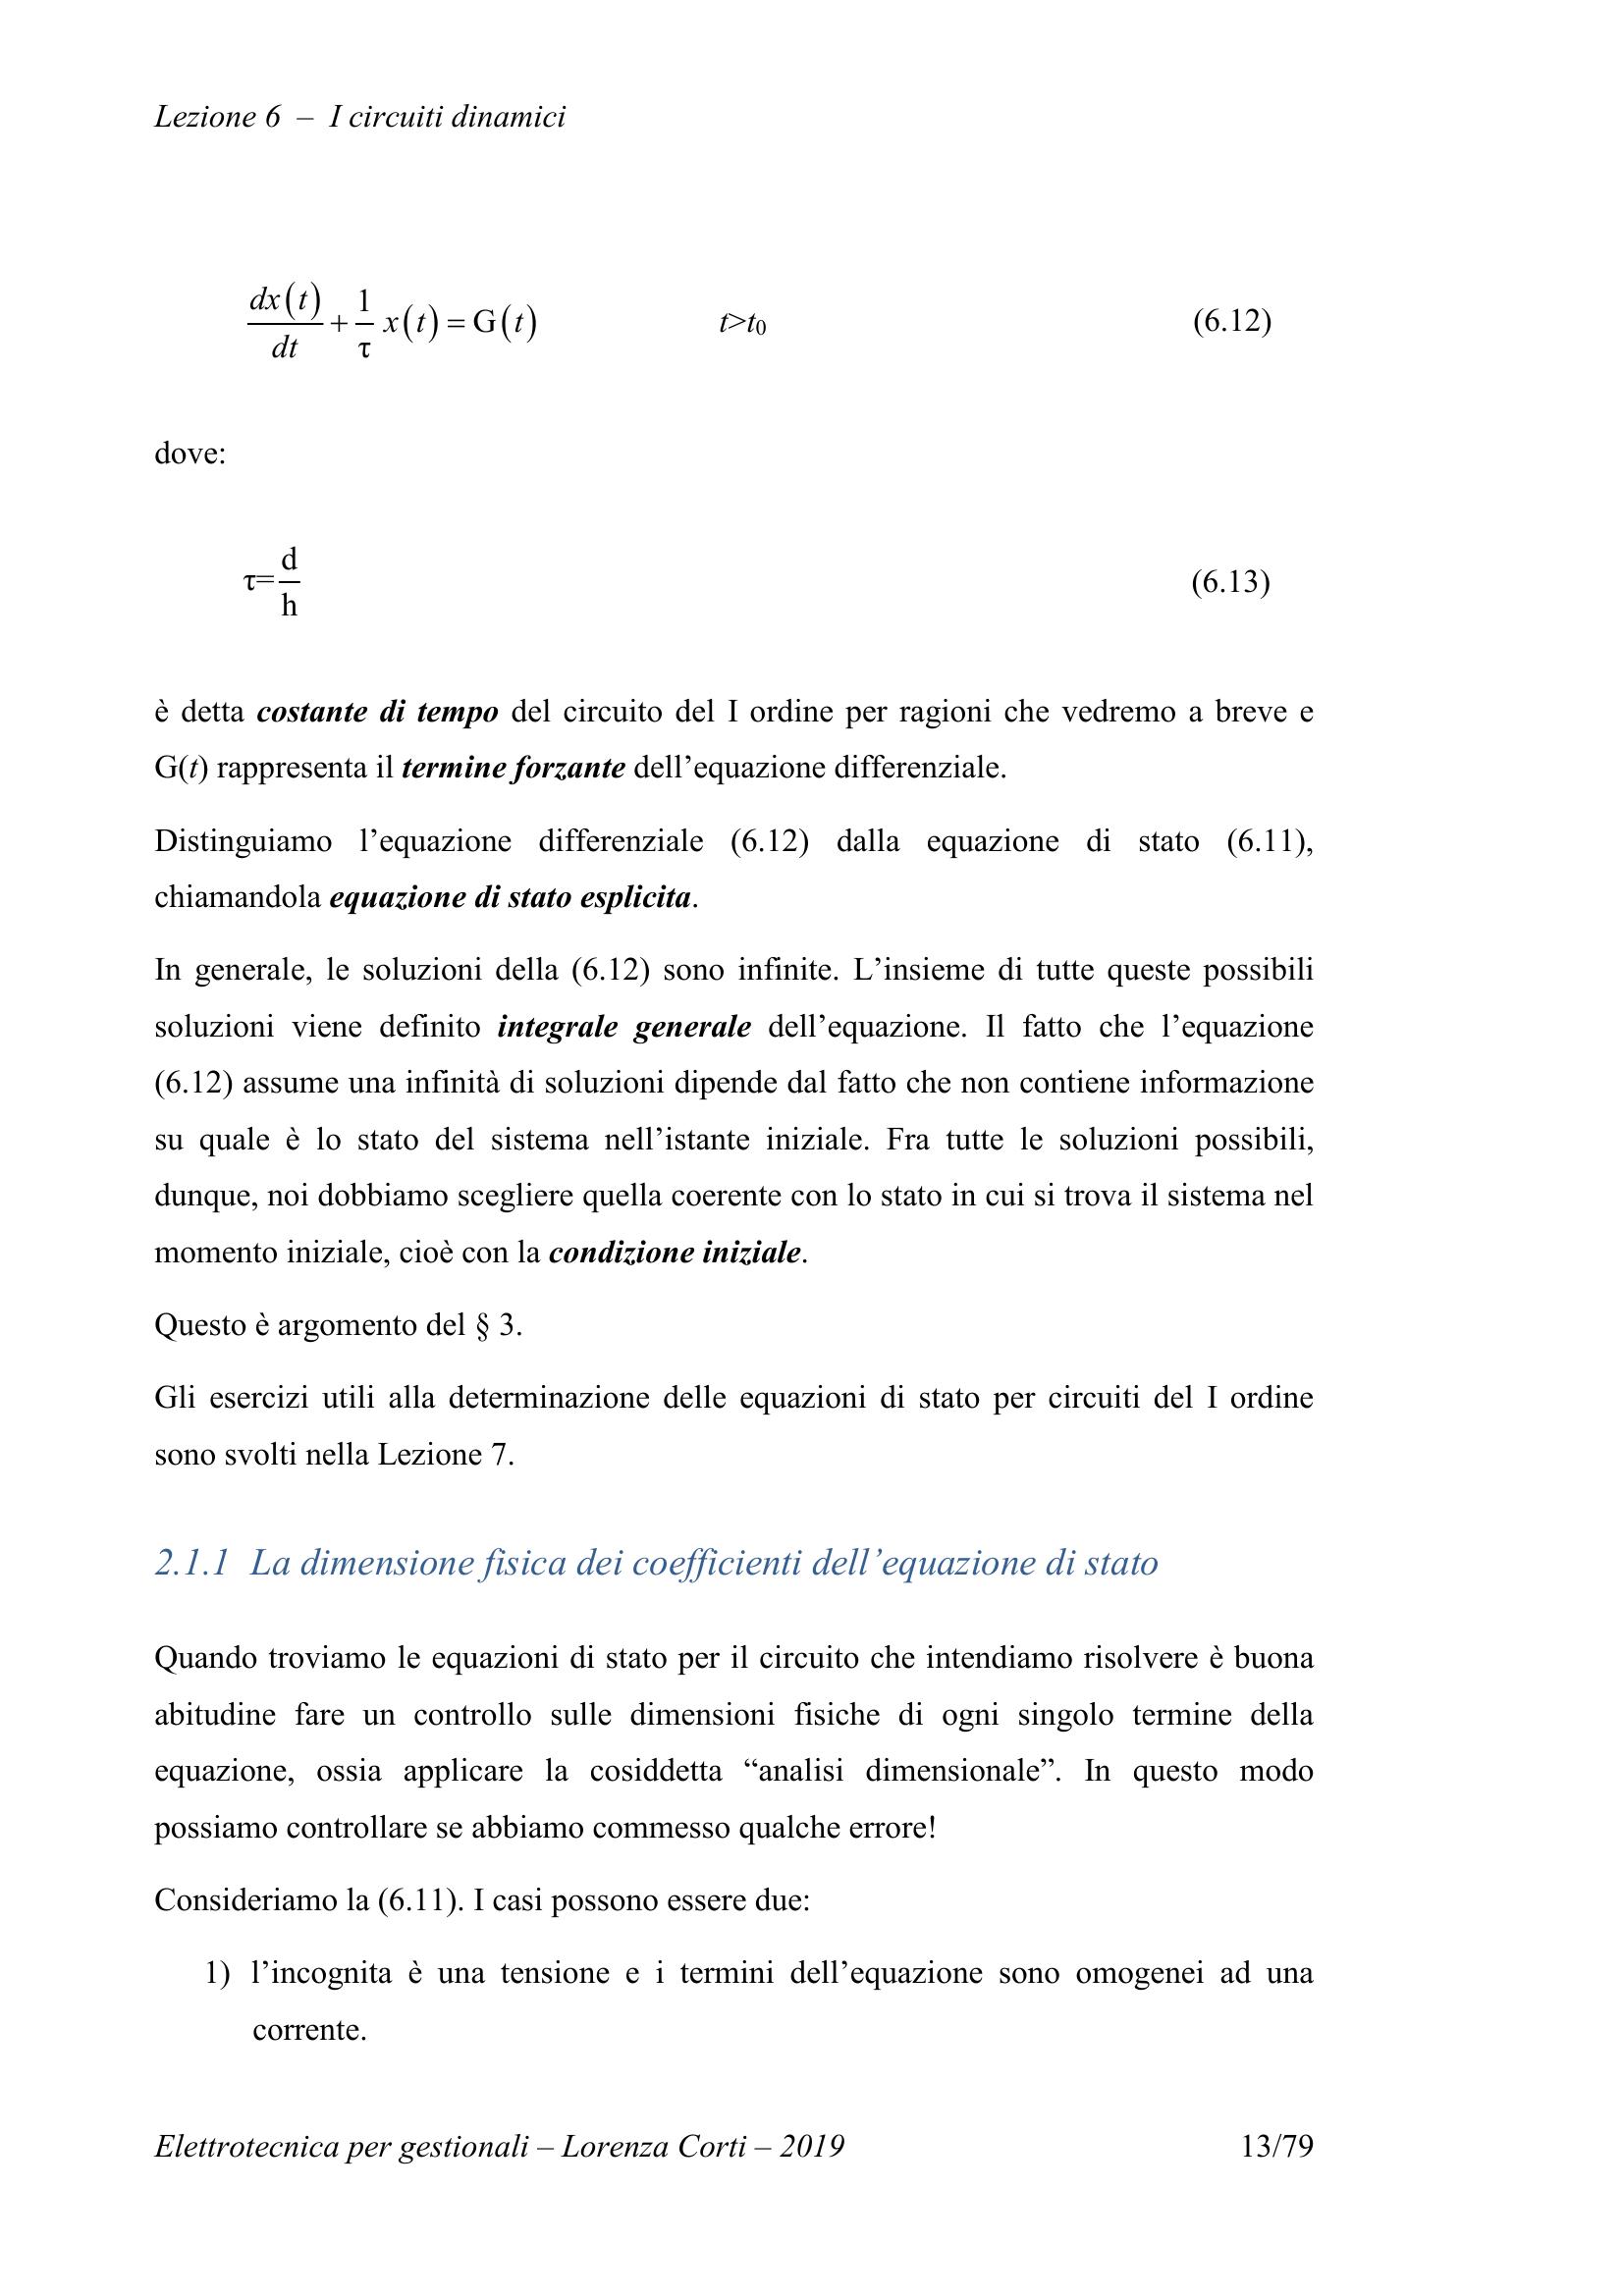 Lezione 6 – I circuiti dinamici
dx(t)/dt + 1/τ x(t) = G(t) t>t₀ (6.12)
dove:
τ= d/h (6.13)
è detta costante di tempo del circuito del I ordine per ragioni che vedremo a breve e
G(t) rappresenta il termine forzante dell’equazione differenziale.
Distinguiamo l’equazione differenziale (6.12) dalla equazione di stato (6.11),
chiamandola equazione di stato esplicita.
In generale, le soluzioni della (6.12) sono infinite. L’insieme di tutte queste possibili
soluzioni viene definito integrale generale dell’equazione. Il fatto che l’equazione
(6.12) assume una infinità di soluzioni dipende dal fatto che non contiene informazione
su quale è lo stato del sistema nell’istante iniziale. Fra tutte le soluzioni possibili,
dunque, noi dobbiamo scegliere quella coerente con lo stato in cui si trova il sistema nel
momento iniziale, cioè con la condizione iniziale.
Questo è argomento del § 3.
Gli esercizi utili alla determinazione delle equazioni di stato per circuiti del I ordine
sono svolti nella Lezione 7.
2.1.1 La dimensione fisica dei coefficienti dell’equazione di stato
Quando troviamo le equazioni di stato per il circuito che intendiamo risolvere è buona
abitudine fare un controllo sulle dimensioni fisiche di ogni singolo termine della
equazione, ossia applicare la cosiddetta “analisi dimensionale”. In questo modo
possiamo controllare se abbiamo commesso qualche errore!
Consideriamo la (6.11). I casi possono essere due:
1) l’incognita è una tensione e i termini dell’equazione sono omogenei ad una
corrente.
Elettrotecnica per gestionali – Lorenza Corti – 2019 13/79